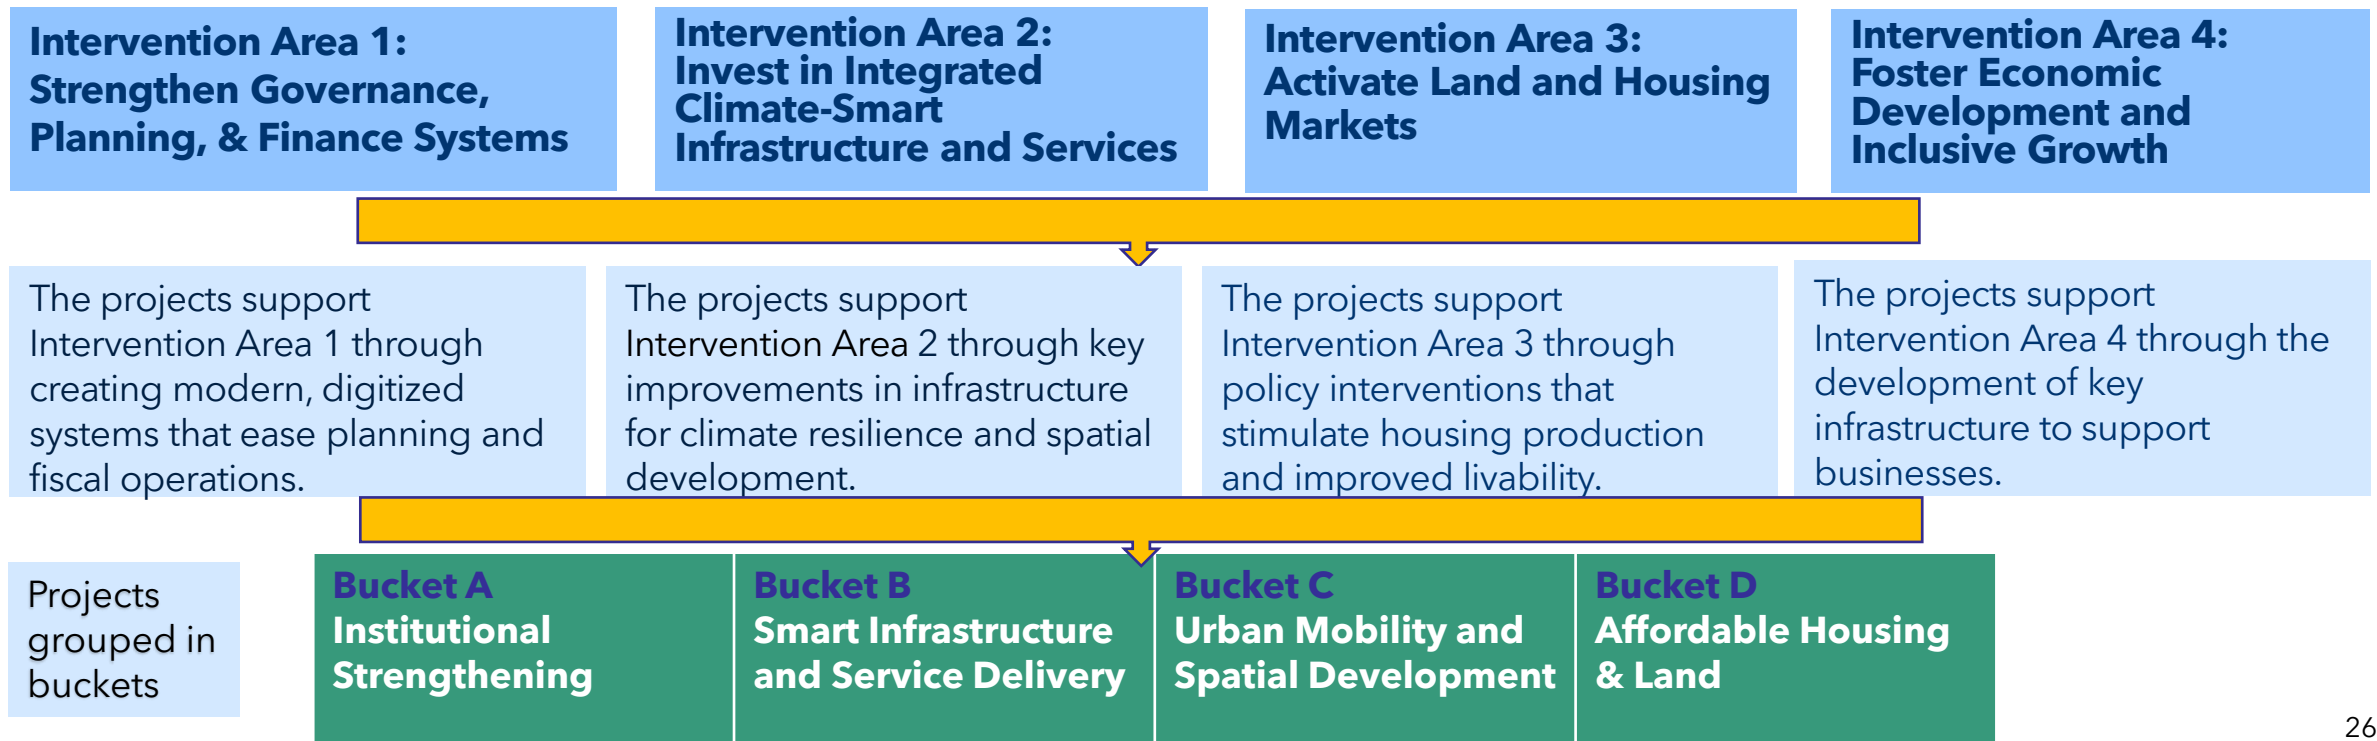 Intervention Area 1:
Strengthen Governance,
Planning, & Finance Systems
Intervention Area 2:
Invest in Integrated
Climate-Smart
Infrastructure and Services
Intervention Area 3:
Activate Land and Housing
Markets
Intervention Area 4:
Foster Economic
Development and
Inclusive Growth
The projects support
Intervention Area 1 through
creating modern, digitized
systems that ease planning and
fiscal operations.
The projects support
Intervention Area 2 through key
improvements in infrastructure
for climate resilience and spatial
development.
The projects support
Intervention Area 3 through
policy interventions that
stimulate housing production
and improved livability.
The projects support
Intervention Area 4 through the
development of key
infrastructure to support
businesses.
Projects
grouped in
buckets
Bucket A
Institutional
Strengthening
Bucket B
Smart Infrastructure
and Service Delivery
Bucket C
Urban Mobility and
Spatial Development
Bucket D
Affordable Housing
& Land
26